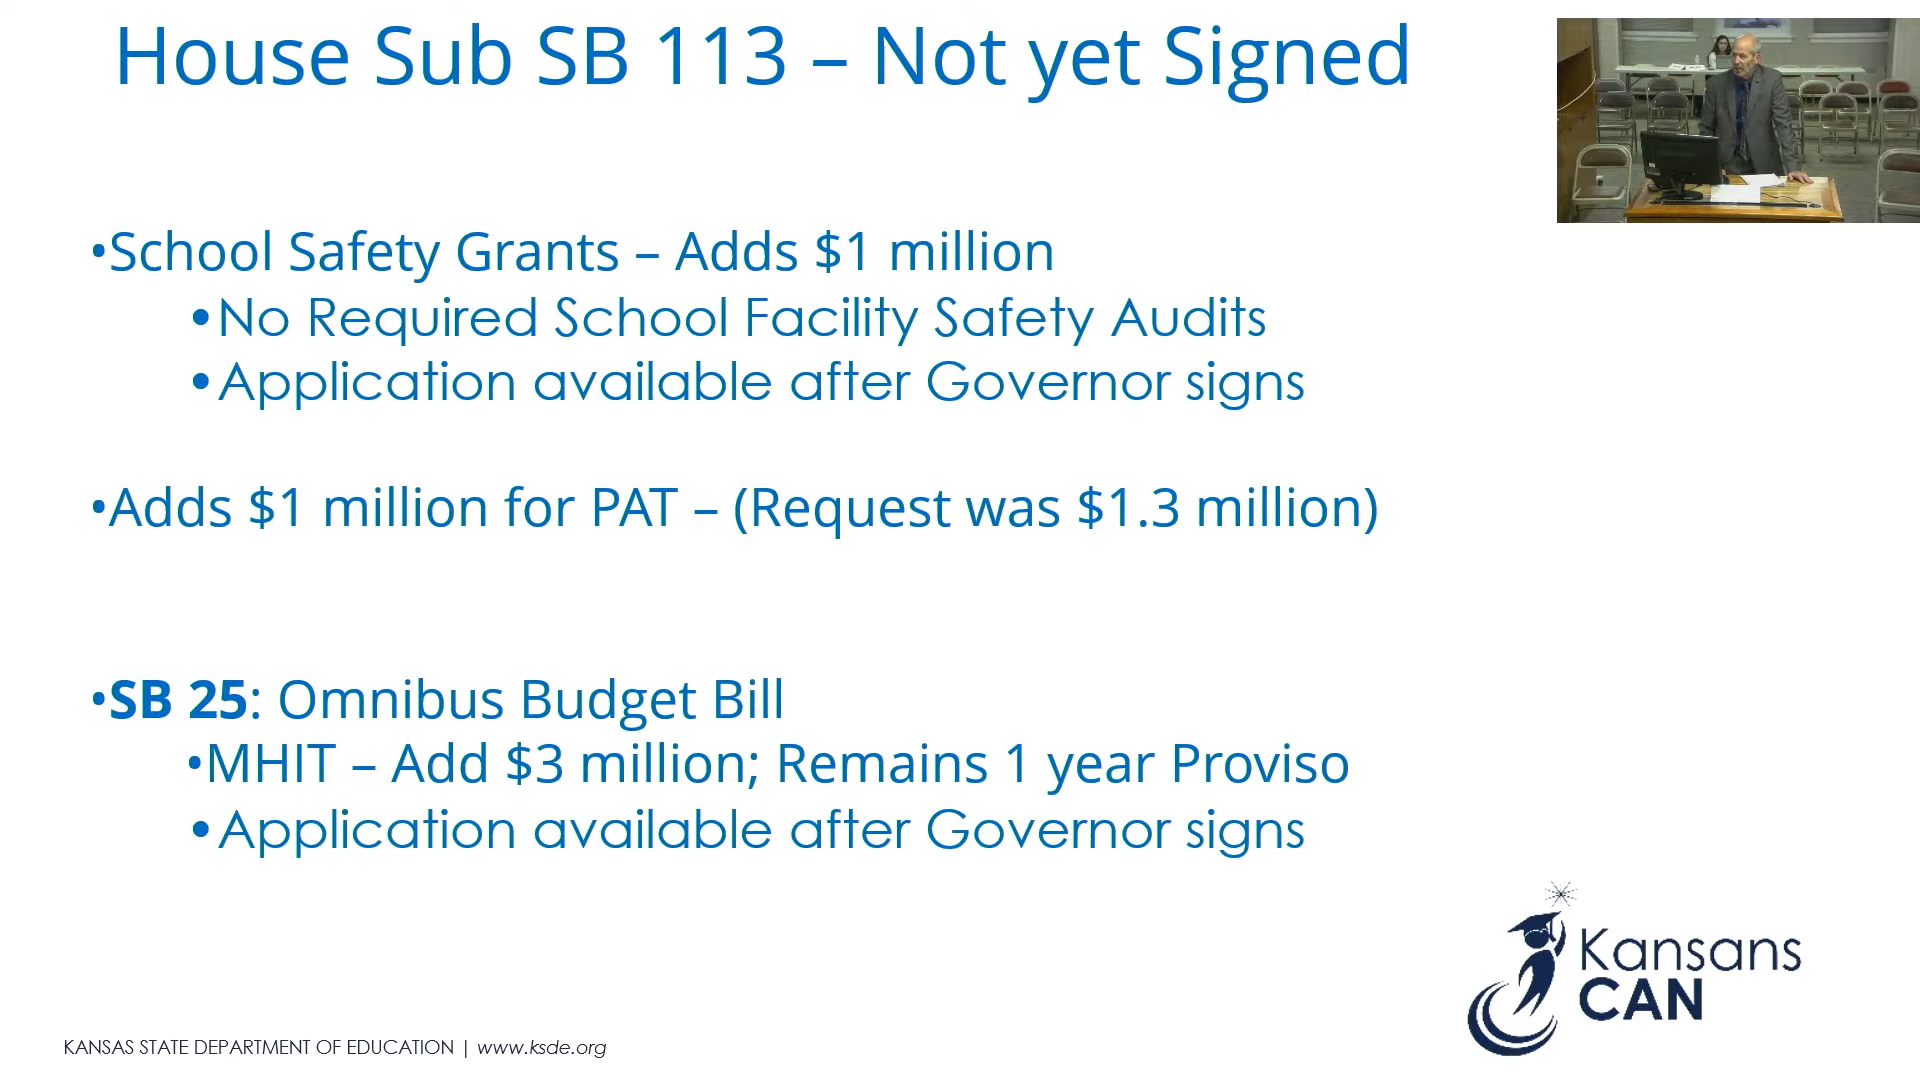 House Sub SB 113 – Not yet Signed
•School Safety Grants – Adds $1 million
•No Required School Facility Safety Audits
•Application available after Governor signs
•Adds $1 million for PAT – (Request was $1.3 million)
•SB 25: Omnibus Budget Bill
•MHIT – Add $3 million; Remains 1 year Proviso
•Application available after Governor signs
Kansans
CAN
KANSAS STATE DEPARTMENT OF EDUCATION | www.ksde.org